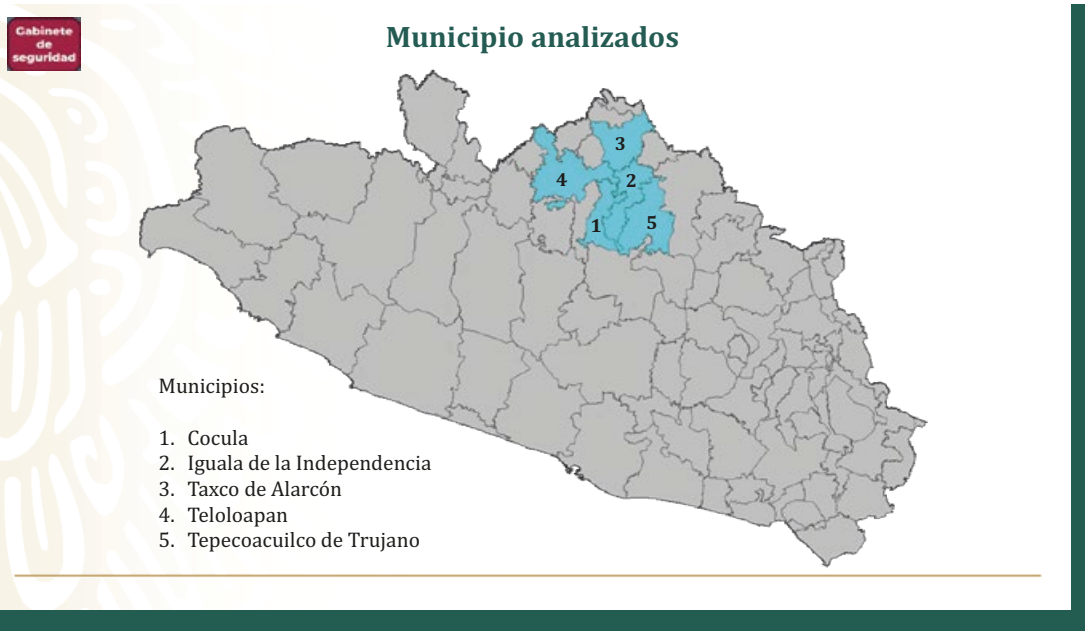 Gabinete
de
seguridad
Municipio analizados
3
4
2
1
5
Municipios:
1. Cocula
2. Iguala de la Independencia
3. Taxco de Alarcón
4. Teloloapan
5. Tepecoacuilco de Trujano